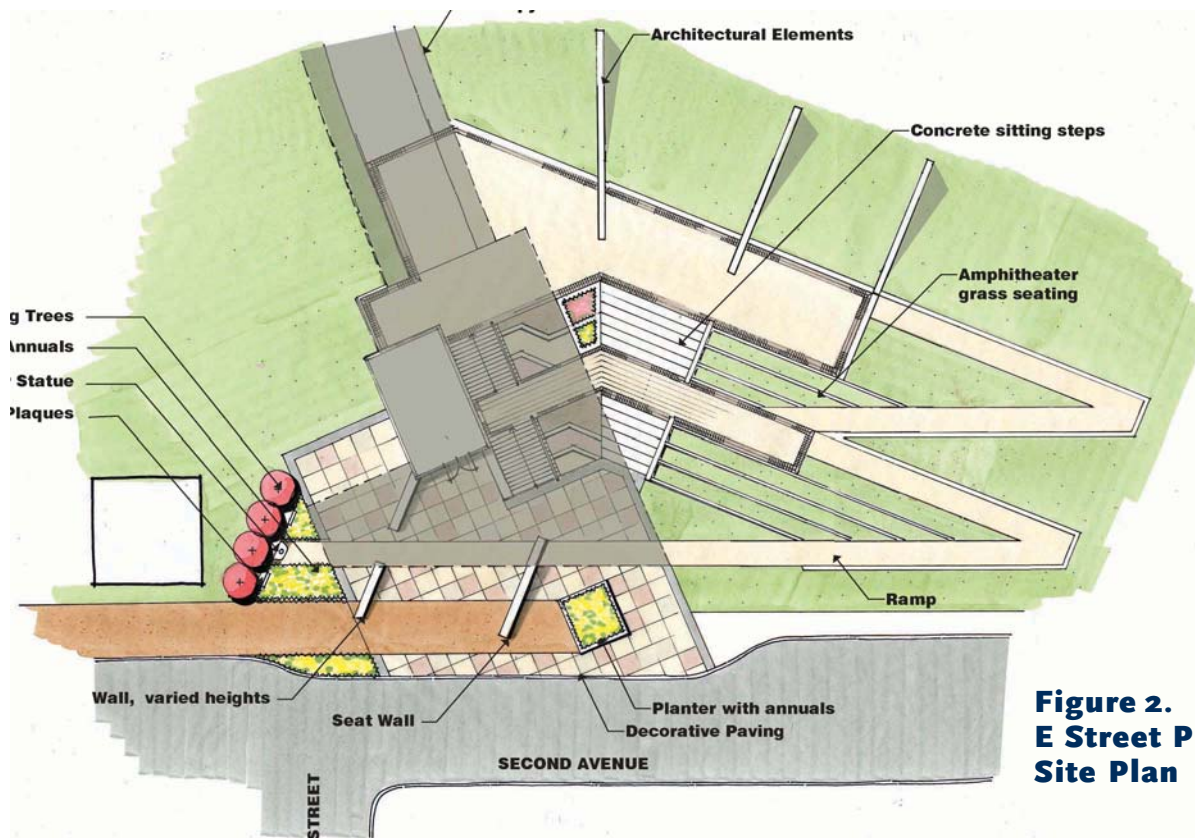 Architectural Elements
Concrete sitting steps
Amphitheater
grass seating
Trees
Annuals
Statue
Plaques
Ramp
Wall, varied heights
Seat Wall
Planter with annuals
Decorative Paving
SECOND AVENUE
STREET
Figure 2.
E Street P
Site Plan